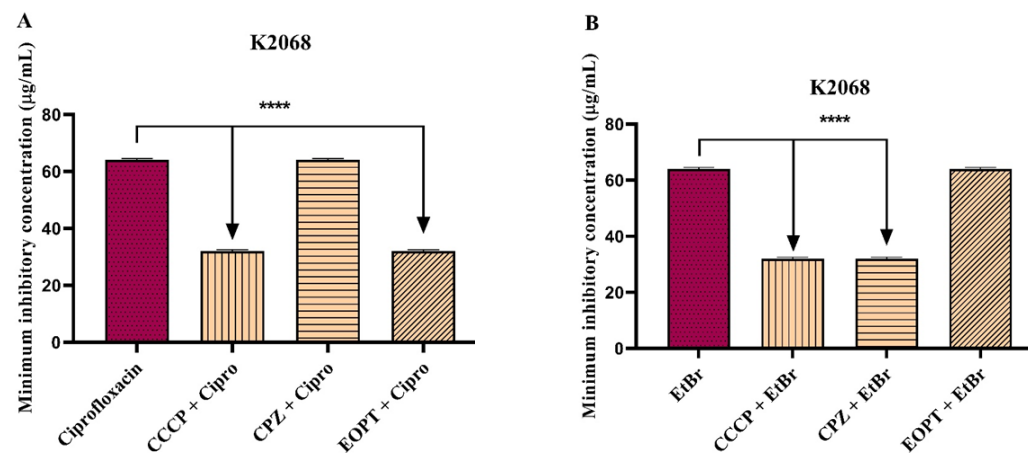 A
K2068
Minimum inhibitory concentration (μg/mL)
80
60
40
20
0
****
Ciprofloxacin
CCCP + Cipro
CPZ + Cipro
EOPT + Cipro
B
K2068
Minimum inhibitory concentration (μg/mL)
80
60
40
20
0
****
EtBr
CCCP + EtBr
CPZ + EtBr
EOPT + EtBr